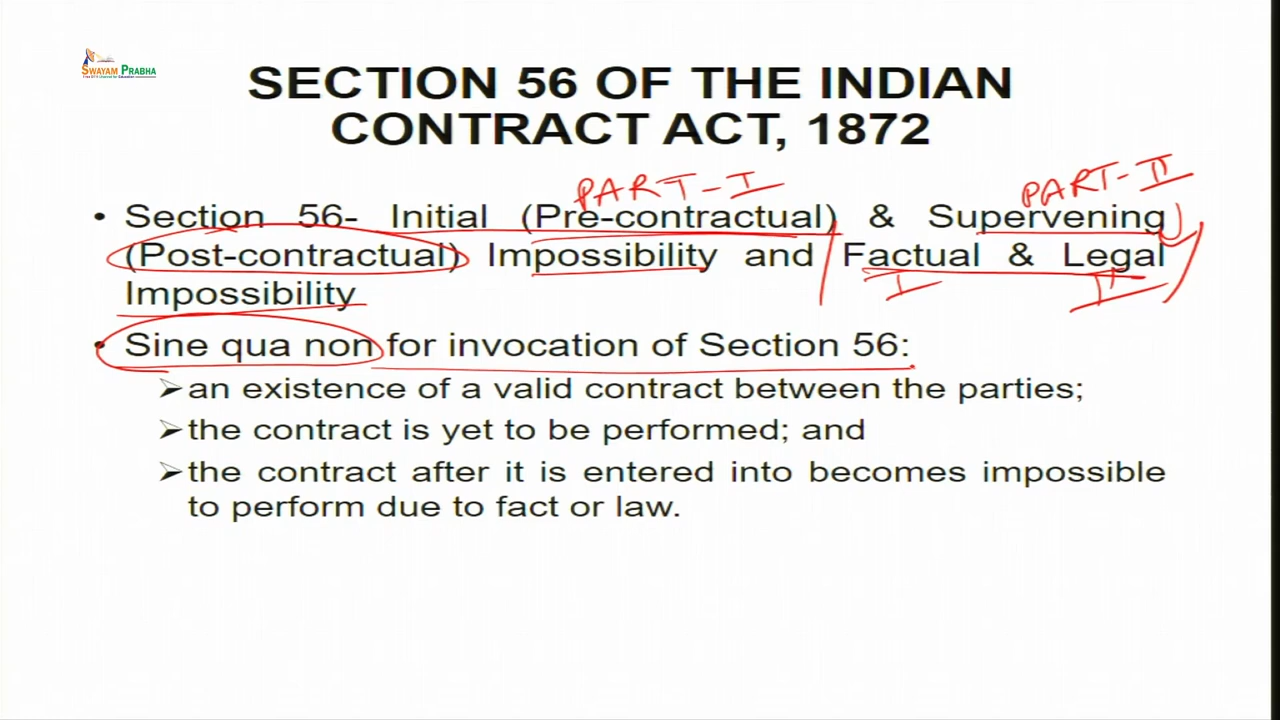 SWAYAM PRABHA
SECTION 56 OF THE INDIAN
CONTRACT ACT, 1872
PART-I PART-II
• Section 56- Initial (Pre-contractual) & Supervening
(Post-contractual) Impossibility and Factual & Legal
I II
Impossibility
• Sine qua non for invocation of Section 56:
➢ an existence of a valid contract between the parties;
➢ the contract is yet to be performed; and
➢ the contract after it is entered into becomes impossible
to perform due to fact or law.